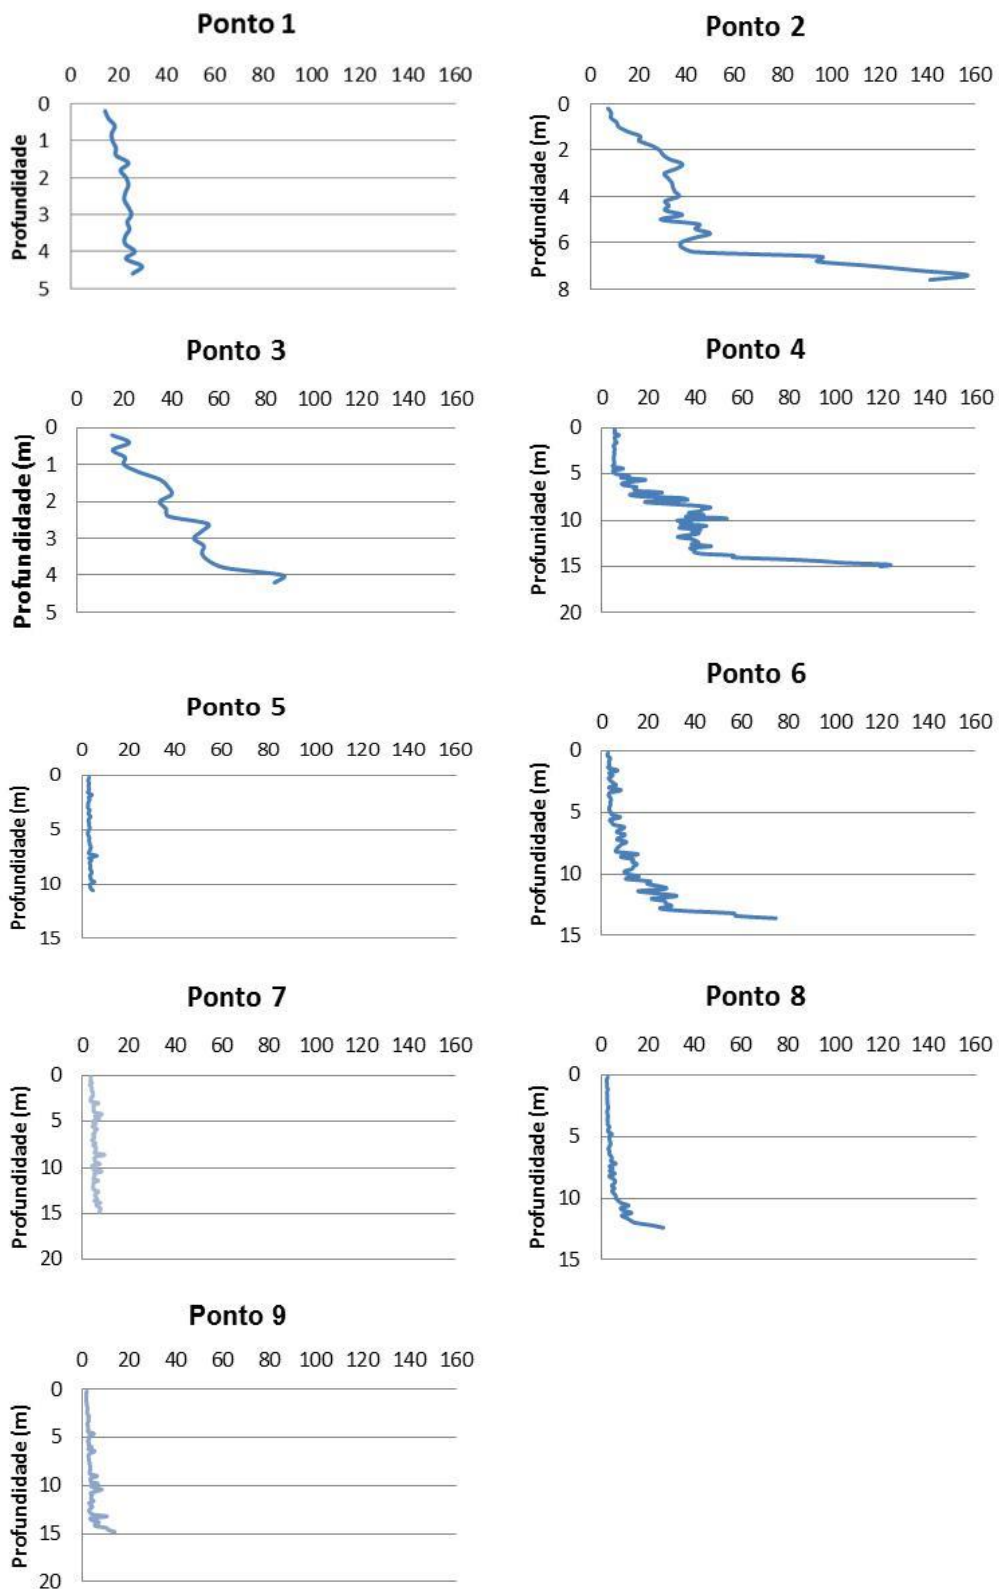 Ponto 1
0 20 40 60 80 100 120 140 160
Profundidade
0
1
2
3
4
5
Ponto 2
0 20 40 60 80 100 120 140 160
Profundidade (m)
0
2
4
6
8
Ponto 3
0 20 40 60 80 100 120 140 160
Profundidade (m)
0
1
2
3
4
5
Ponto 4
0 20 40 60 80 100 120 140 160
Profunidade (m)
0
5
10
15
20
Ponto 5
0 20 40 60 80 100 120 140 160
Profundidade (m)
0
5
10
15
Ponto 6
0 20 40 60 80 100 120 140 160
Profundidade (m)
0
5
10
15
Ponto 7
0 20 40 60 80 100 120 140 160
Profundidade (m)
0
5
10
15
20
Ponto 8
0 20 40 60 80 100 120 140 160
Profundidade (m)
0
5
10
15
Ponto 9
0 20 40 60 80 100 120 140 160
Profundidade (m)
0
5
10
15
20